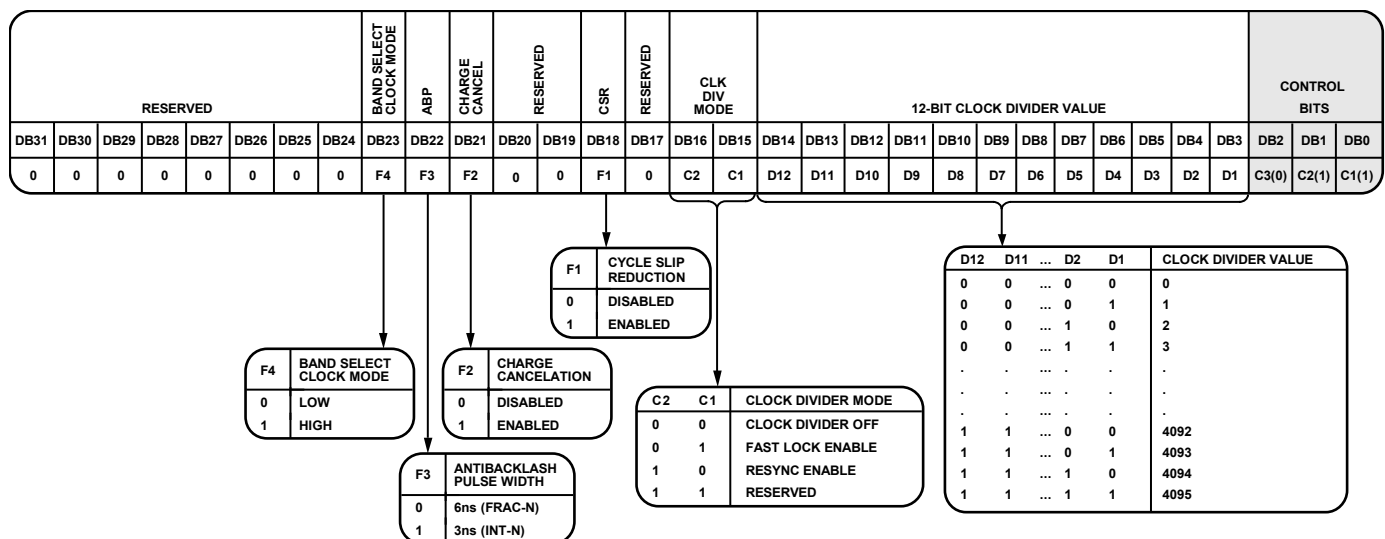 RESERVED
BAND SELECT
CLOCK MODE
ABP
CHARGE
CANCEL
RESERVED
CSR
RESERVED
CLK
DIV
MODE
12-BIT CLOCK DIVIDER VALUE
CONTROL
BITS
DB31 DB30 DB29 DB28 DB27 DB26 DB25 DB24 DB23 DB22 DB21 DB20 DB19 DB18 DB17 DB16 DB15 DB14 DB13 DB12 DB11 DB10 DB9 DB8 DB7 DB6 DB5 DB4 DB3 DB2 DB1 DB0
0 0 0 0 0 0 0 0 F4 F3 F2 0 0 F1 0 C2 C1 D12 D11 D10 D9 D8 D7 D6 D5 D4 D3 D2 D1 C3(0) C2(1) C1(1)
F1 CYCLE SLIP
REDUCTION
0 DISABLED
1 ENABLED
D12 D11 ... D2 D1 CLOCK DIVIDER VALUE
0 0 ... 0 0 0
0 0 ... 0 1 1
0 0 ... 1 0 2
0 0 ... 1 1 3
. . ... . . .
. . ... . . .
. . ... . . .
1 1 ... 0 0 4092
1 1 ... 0 1 4093
1 1 ... 1 0 4094
1 1 ... 1 1 4095
F4 BAND SELECT
CLOCK MODE
0 LOW
1 HIGH
F2 CHARGE
CANCELATION
0 DISABLED
1 ENABLED
C2 C1 CLOCK DIVIDER MODE
0 0 CLOCK DIVIDER OFF
0 1 FAST LOCK ENABLE
1 0 RESYNC ENABLE
1 1 RESERVED
F3 ANTIBACKLASH
PULSE WIDTH
0 6ns (FRAC-N)
1 3ns (INT-N)